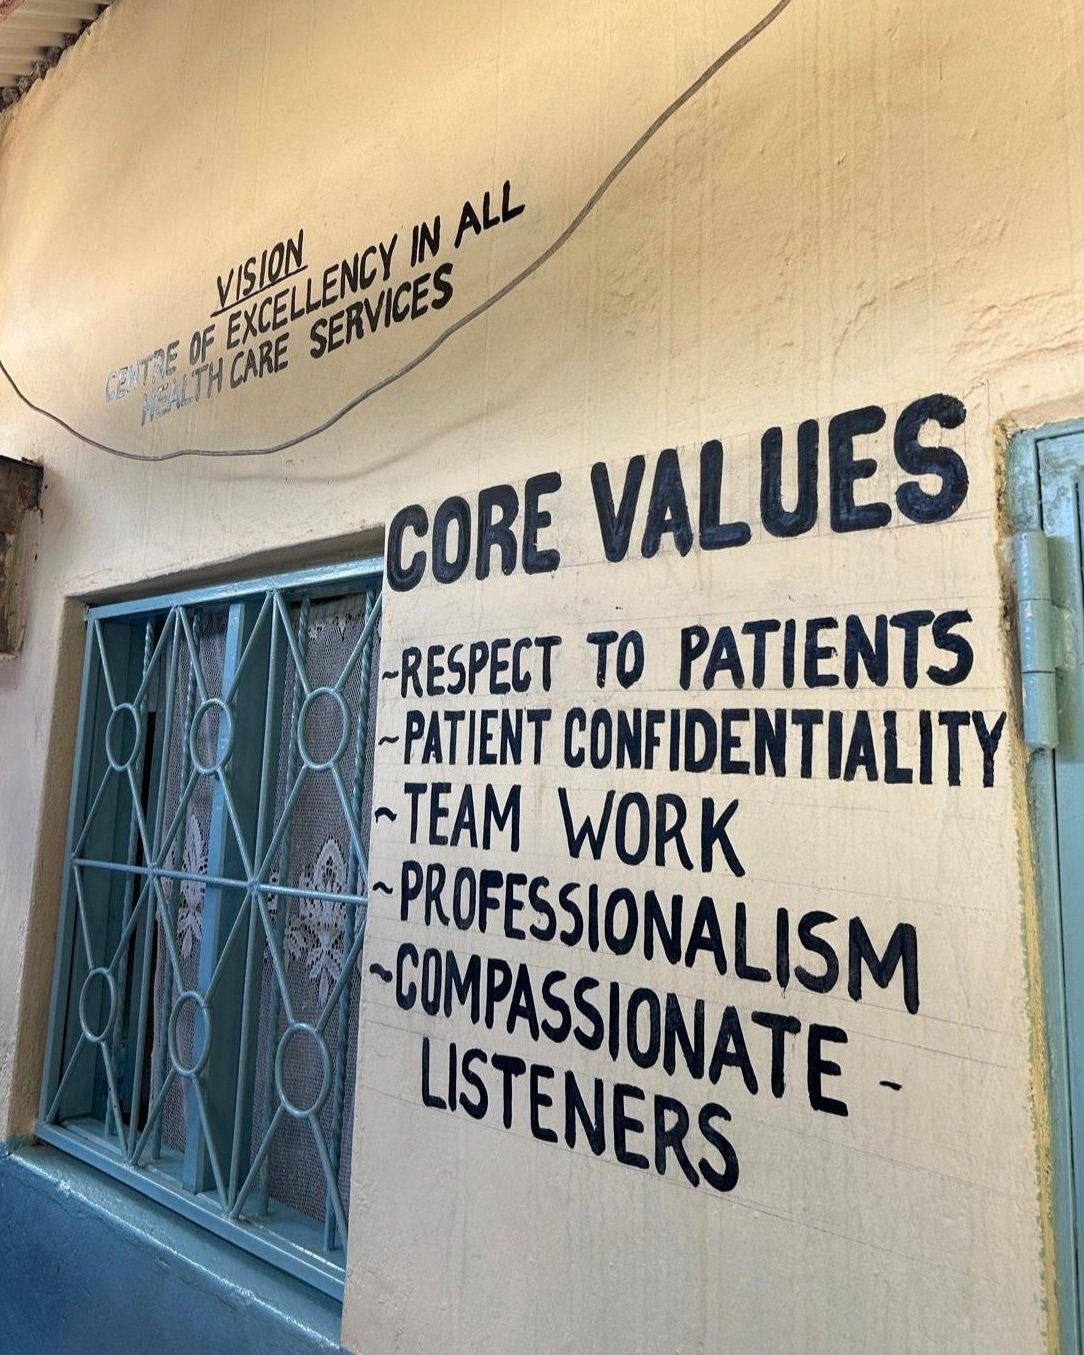 VISION
CENTRE OF EXCELLENCY IN ALL
HEALTH CARE SERVICES
CORE VALUES
~RESPECT TO PATIENTS
~PATIENT CONFIDENTIALITY
~TEAM WORK
~PROFESSIONALISM
~COMPASSIONATE -
LISTENERS